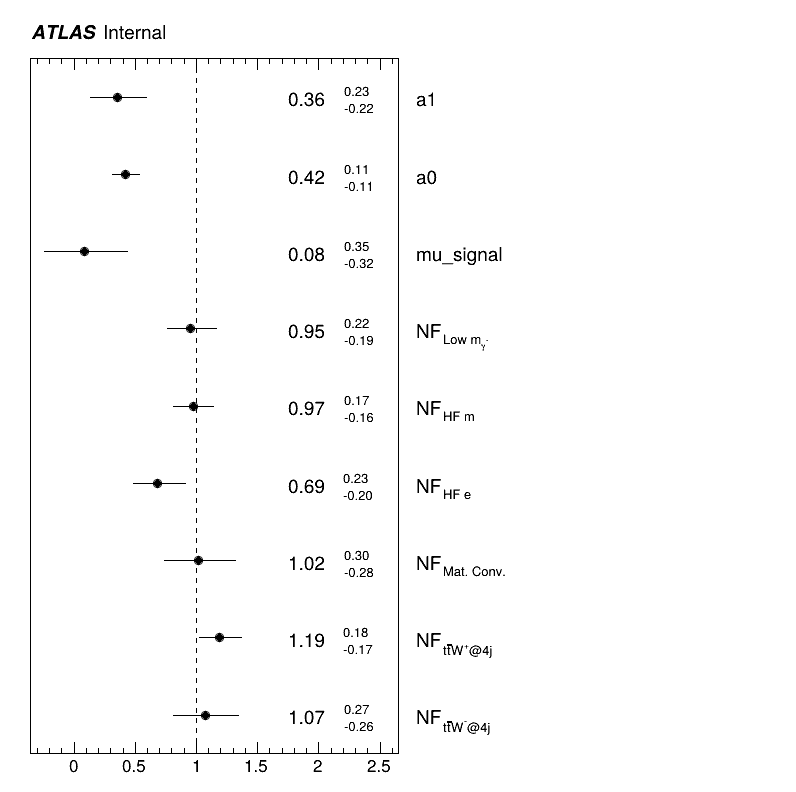 ATLAS Internal
0.36 0.23 -0.22 a1
0.42 0.11 -0.11 a0
0.08 0.35 -0.32 mu_signal
0.95 0.22 -0.19 NF Low m γ*
0.97 0.17 -0.16 NF HF m
0.69 0.23 -0.20 NF HF e
1.02 0.30 -0.28 NF Mat. Conv.
1.19 0.18 -0.17 NF tt̄W⁺@4j
1.07 0.27 -0.26 NF tt̄W⁻@4j
0 0.5 1 1.5 2 2.5